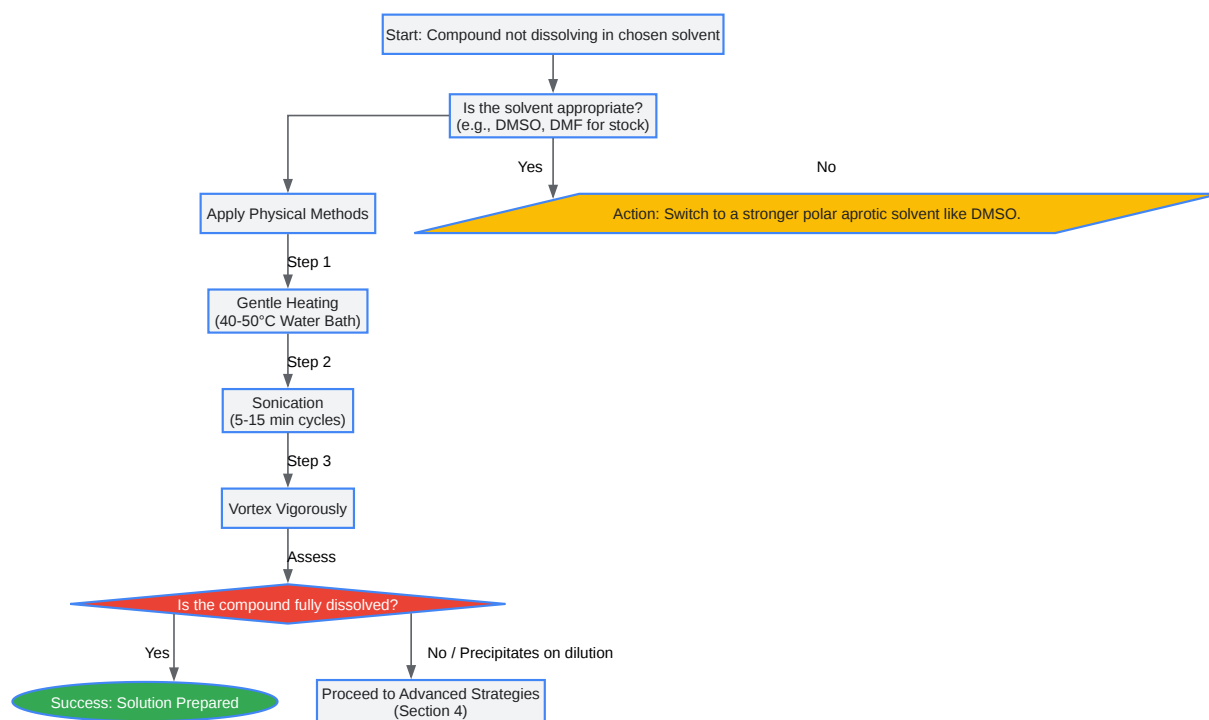 Start: Compound not dissolving in chosen solvent
Is the solvent appropriate?
(e.g., DMSO, DMF for stock)
Yes
No
Apply Physical Methods
Action: Switch to a stronger polar aprotic solvent like DMSO.
Step 1
Gentle Heating
(40-50°C Water Bath)
Step 2
Sonication
(5-15 min cycles)
Step 3
Vortex Vigorously
Assess
Is the compound fully dissolved?
Yes
No / Precipitates on dilution
Success: Solution Prepared
Proceed to Advanced Strategies
(Section 4)